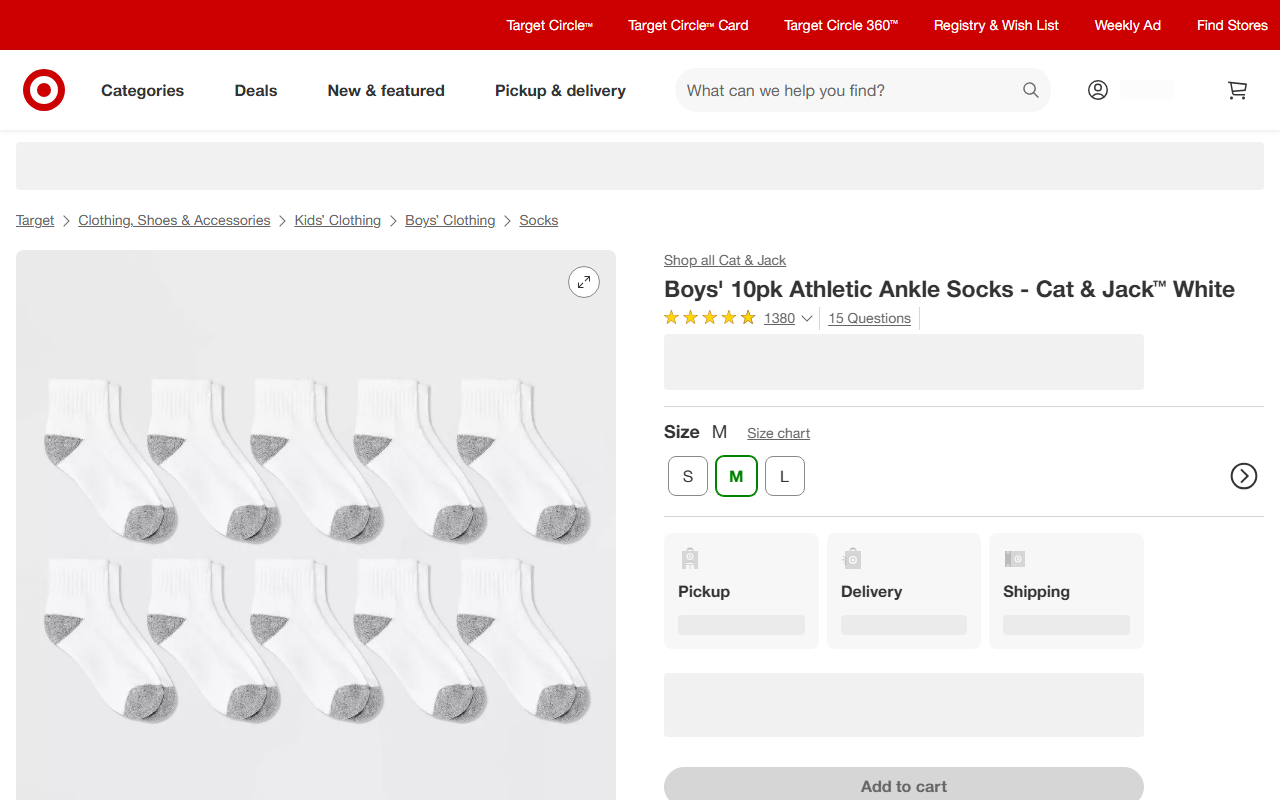 Target Circle™
Target Circle™ Card
Target Circle 360™
Registry & Wish List
Weekly Ad
Find Stores
Categories
Deals
New & featured
Pickup & delivery
What can we help you find?
Target
Clothing, Shoes & Accessories
Kids' Clothing
Boys' Clothing
Socks
Shop all Cat & Jack
Boys' 10pk Athletic Ankle Socks - Cat & Jack™ White
1380
15 Questions
Size M Size chart
S M L
Pickup
Delivery
Shipping
Add to cart